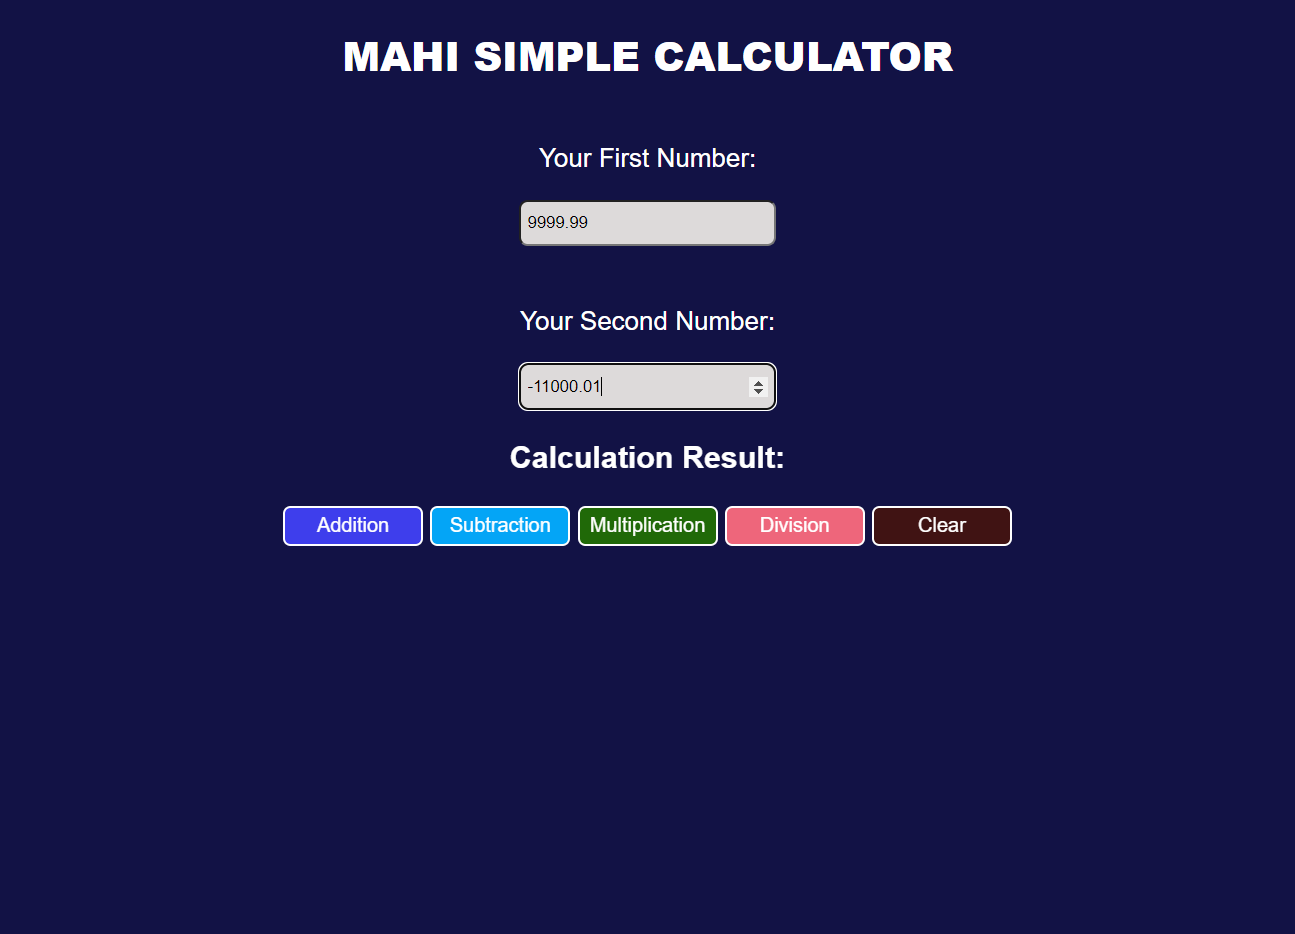 MAHI SIMPLE CALCULATOR
Your First Number:
9999.99
Your Second Number:
-11000.01
Calculation Result:
Addition Subtraction Multiplication Division Clear